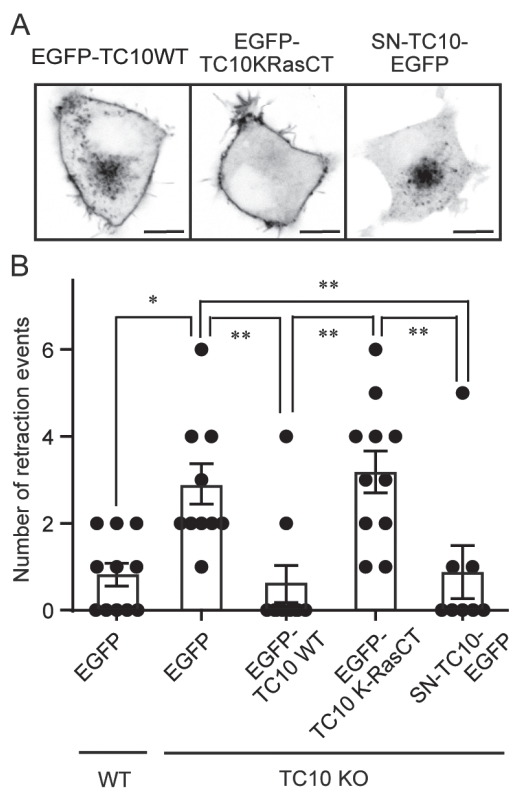 A
EGFP-TC10WT
EGFP-
TC10KRasCT
SN-TC10-
EGFP
B
**
*
**
**
**
Number of retraction events
6
4
2
0
EGFP
EGFP
EGFP-
TC10 WT
EGFP-
TC10 K-RasCT
SN-TC10-
EGFP
WT
TC10 KO